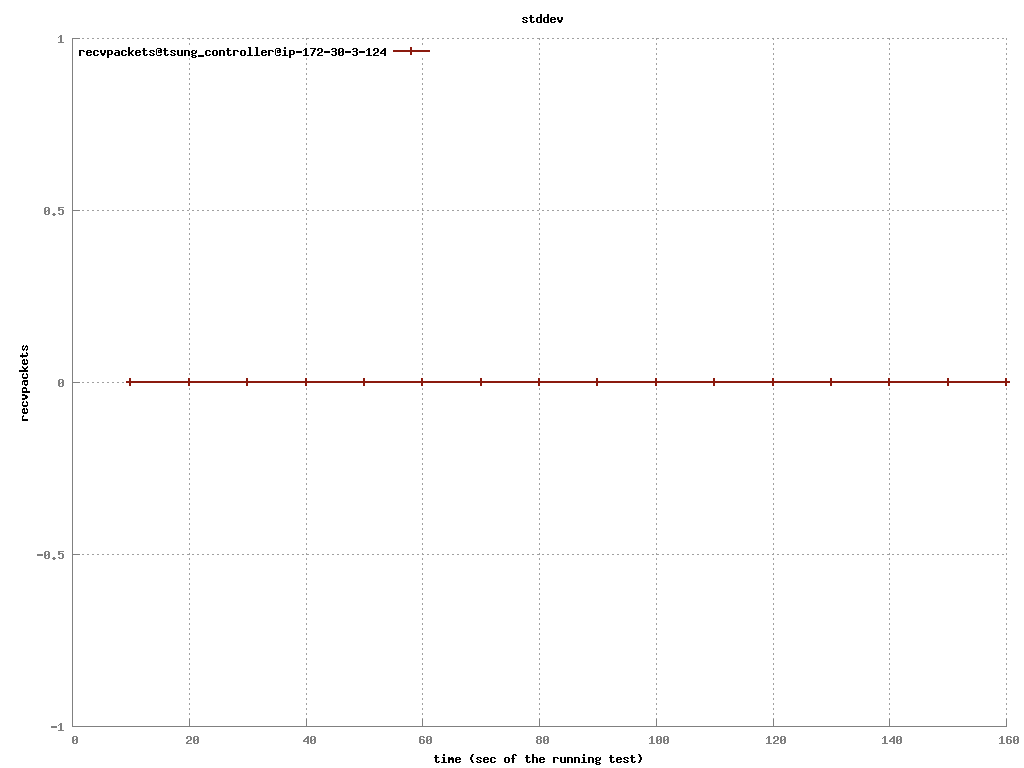 stddev
recvpackets@tsung_controller@ip-172-30-3-124
1
0.5
0
-0.5
-1
recvpackets
0 20 40 60 80 100 120 140 160
time (sec of the running test)